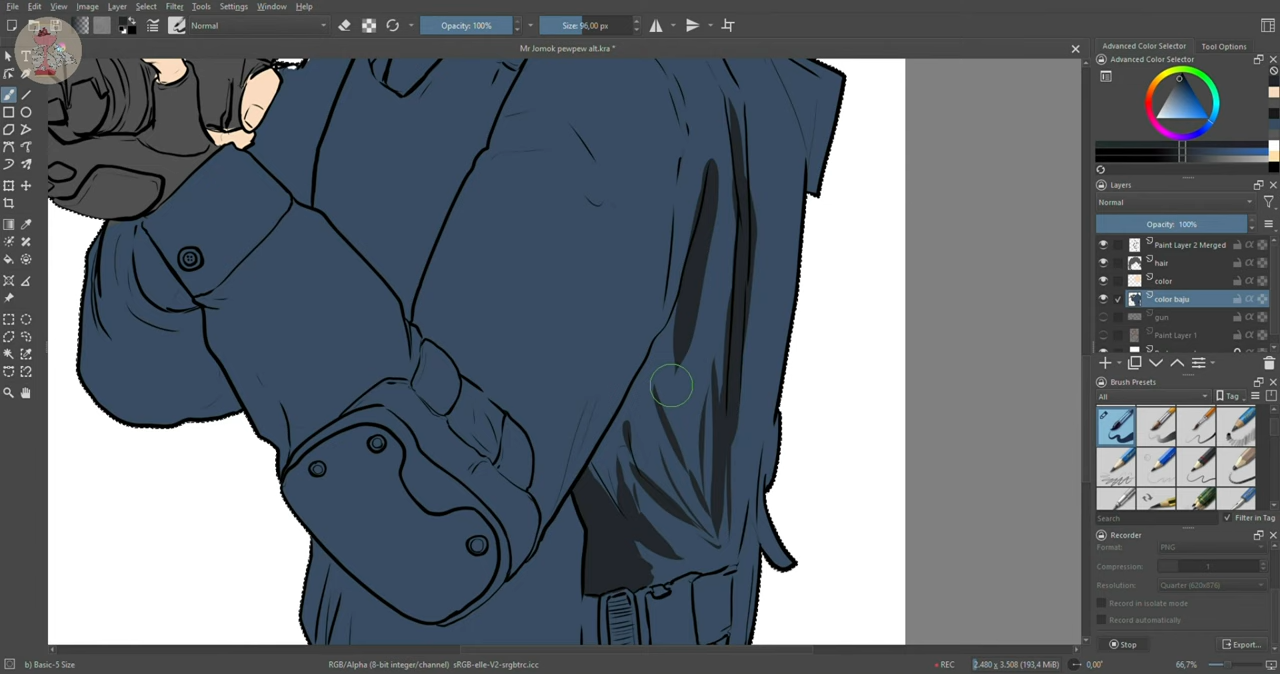 File Edit View Image Layer Select Filter Tools Settings Window Help
Normal Opacity: 100% Size: 96,00 px
Mr Jomok pewpew alt.kra *
Advanced Color Selector Tool Options
Advanced Color Selector
Layers
Normal
Opacity: 100%
Paint Layer 2 Merged
hair
color
color baju
gun
Paint Layer 1
Brush Presets
All Tag
Search Filter in Tag
Recorder
Format: PNG
Compression: 1
Resolution: Quarter (620x876)
Record in isolate mode
Record automatically
Stop Export...
b) Basic-5 Size RGB/Alpha (8-bit integer/channel) sRGB-elle-V2-srgbtrc.icc REC 2.480 x 3.508 (193,4 MiB) 0,00° 66,7%